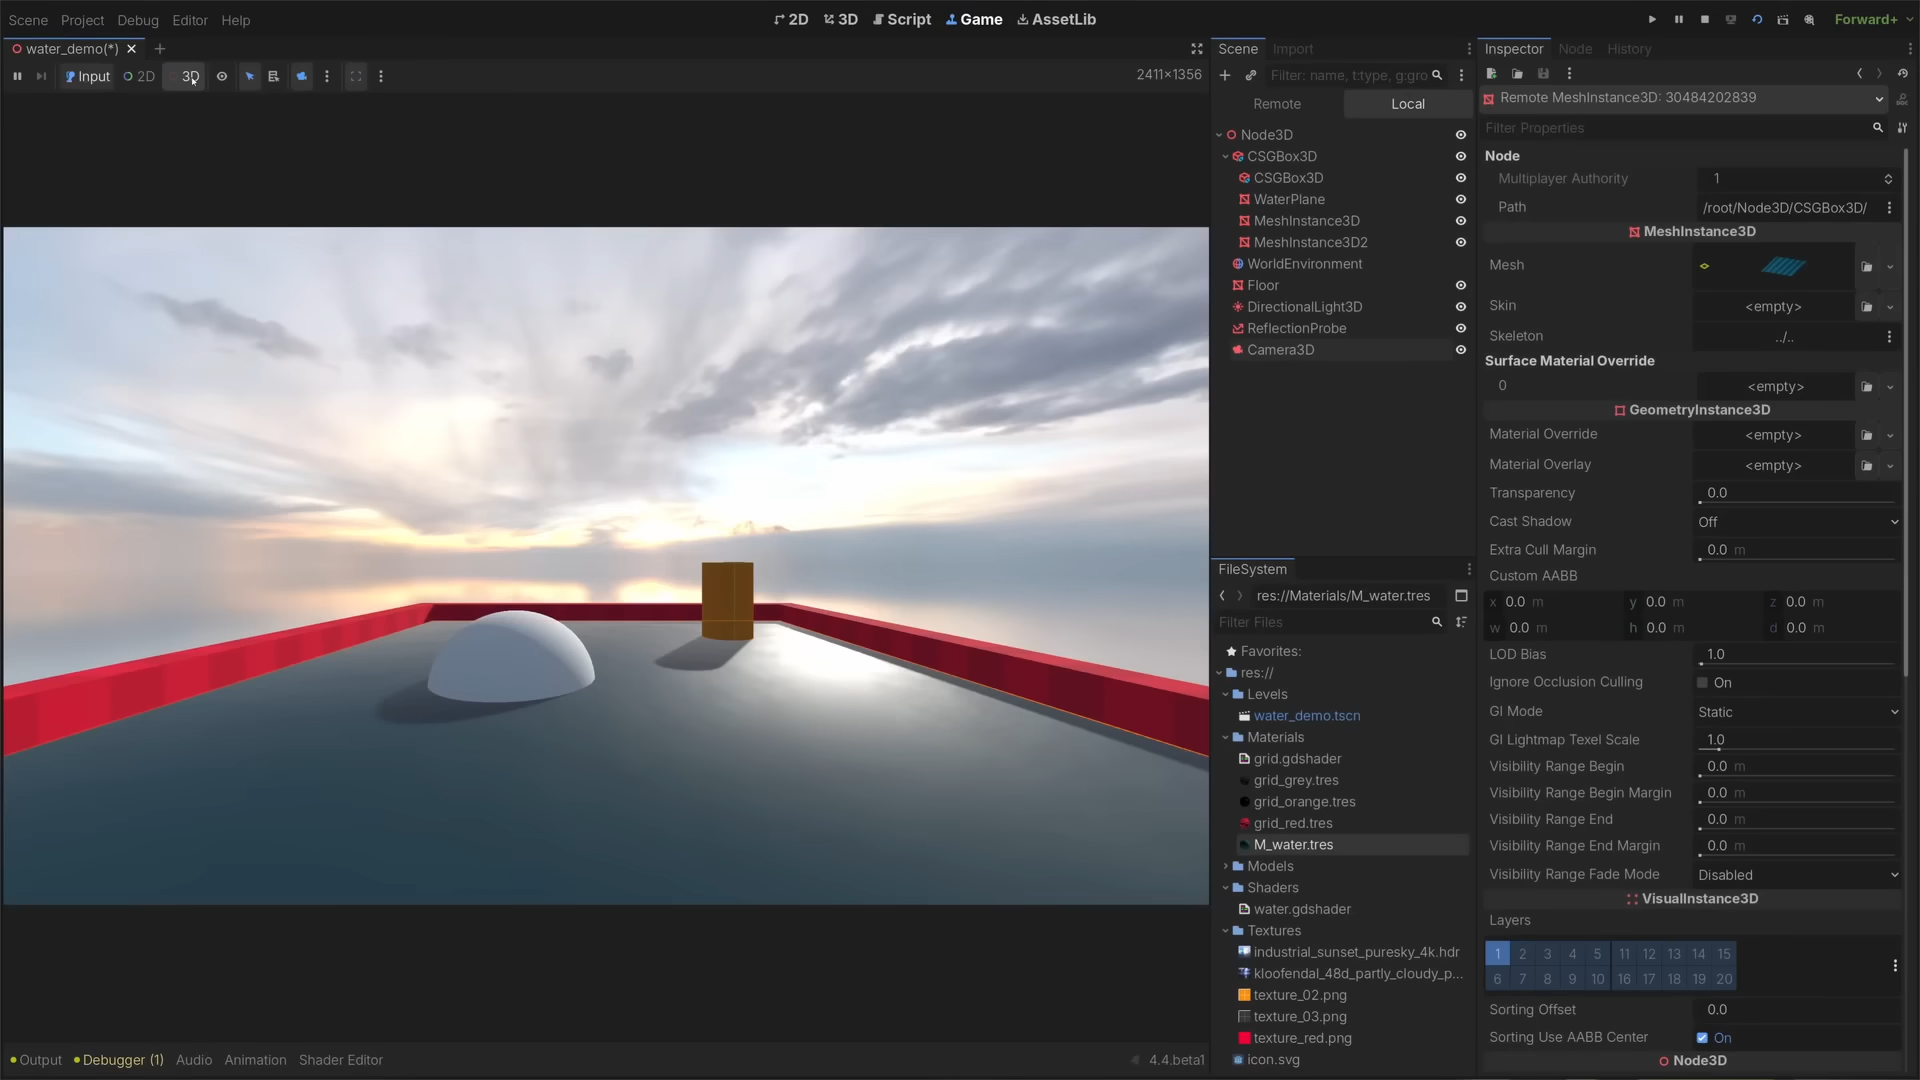 Scene Project Debug Editor Help
2D 3D Script Game AssetLib
Forward+
water_demo(*)
Input 2D 3D
2411×1356
Scene Import
Filter: name, t:type, g:gro
Remote Local
Node3D
CSGBox3D
CSGBox3D
WaterPlane
MeshInstance3D
MeshInstance3D2
WorldEnvironment
Floor
DirectionalLight3D
ReflectionProbe
Camera3D
FileSystem
res://Materials/M_water.tres
Filter Files
Favorites:
res://
Levels
water_demo.tscn
Materials
grid.gdshader
grid_grey.tres
grid_orange.tres
grid_red.tres
M_water.tres
Models
Shaders
water.gdshader
Textures
industrial_sunset_puresky_4k.hdr
kloofendal_48d_partly_cloudy_p...
texture_02.png
texture_03.png
texture_red.png
icon.svg
Inspector Node History
Remote MeshInstance3D: 30484202839
Filter Properties
Node
Multiplayer Authority 1
Path /root/Node3D/CSGBox3D/
MeshInstance3D
Mesh
Skin <empty>
Skeleton ../..
Surface Material Override
0 <empty>
GeometryInstance3D
Material Override <empty>
Material Overlay <empty>
Transparency 0.0
Cast Shadow Off
Extra Cull Margin 0.0 m
Custom AABB
x 0.0 m y 0.0 m z 0.0 m
w 0.0 m h 0.0 m d 0.0 m
LOD Bias 1.0
Ignore Occlusion Culling On
GI Mode Static
GI Lightmap Texel Scale 1.0
Visibility Range Begin 0.0 m
Visibility Range Begin Margin 0.0 m
Visibility Range End 0.0 m
Visibility Range End Margin 0.0 m
Visibility Range Fade Mode Disabled
VisualInstance3D
Layers
1 2 3 4 5 11 12 13 14 15
6 7 8 9 10 16 17 18 19 20
Sorting Offset 0.0
Sorting Use AABB Center On
Node3D
Output Debugger (1) Audio Animation Shader Editor
4.4.beta1